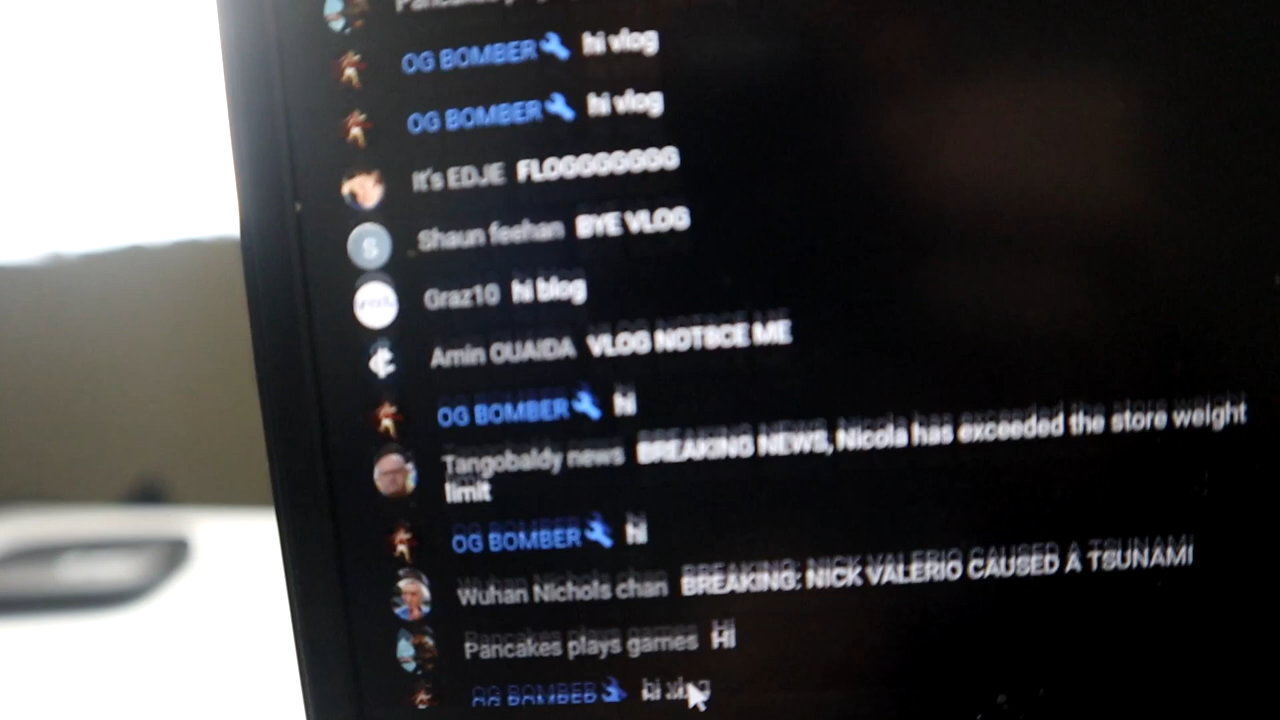 Pancakes
OG BOMBER hi vlog
OG BOMBER hi vlog
It's EDJE FLOGGGGGGG
S Shaun feehan BYE VLOG
Graz10 hi blog
Amin OUAIDA VLOG NOT8CE ME
OG BOMBER hi
Tangobaldy news BREAKING NEWS, Nicola has exceeded the store weight
limit
OG BOMBER hi
Wuhan Nichols chan BREAKING: NICK VALERIO CAUSED A TSUNAMI
Pancakes plays games Hi
OG BOMBER hi vlog